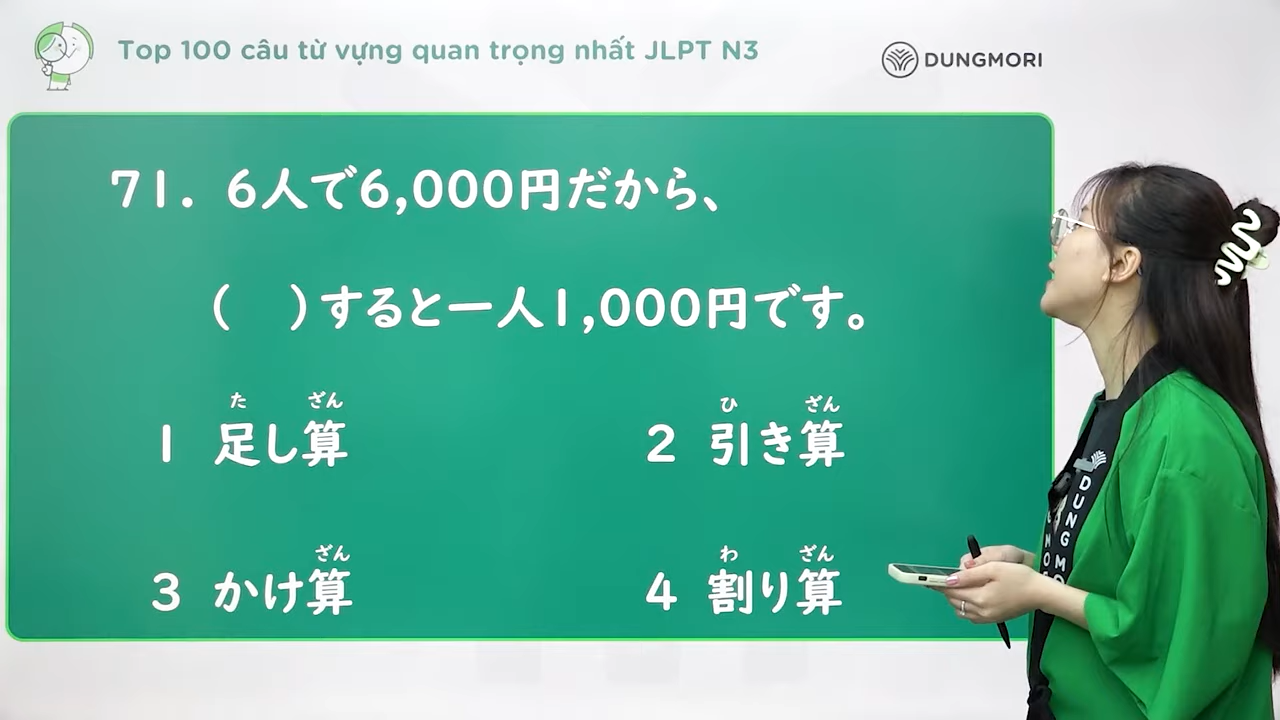 Top 100 câu từ vựng quan trọng nhất JLPT N3
DUNGMORI
71. 6人で6,000円だから、
( )すると一人1,000円です。
た ざん
1 足し算
ひ ざん
2 引き算
ざん
3 かけ算
わ ざん
4 割り算
DUNGMO